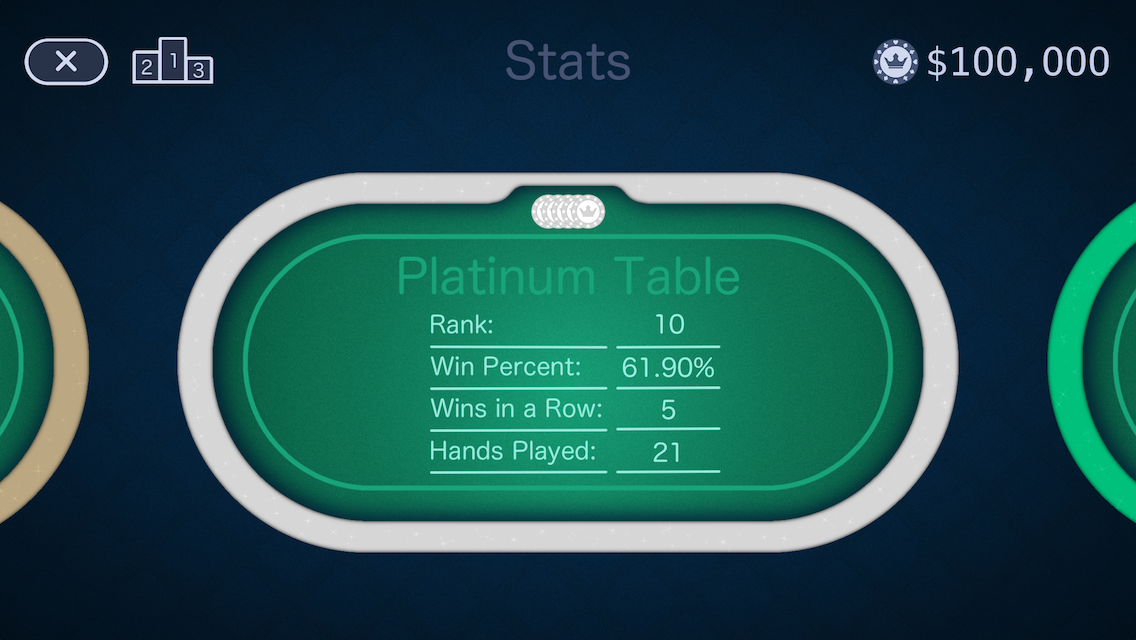 2 1 3
Stats
$100,000
Platinum Table
Rank: 10
Win Percent: 61.90%
Wins in a Row: 5
Hands Played: 21